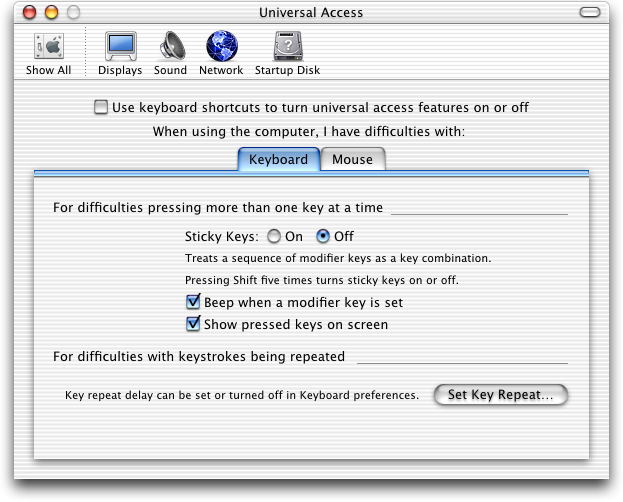 Universal Access
Show All
Displays
Sound
Network
Startup Disk
Use keyboard shortcuts to turn universal access features on or off
When using the computer, I have difficulties with:
Keyboard
Mouse
For difficulties pressing more than one key at a time
Sticky Keys: On Off
Treats a sequence of modifier keys as a key combination.
Pressing Shift five times turns sticky keys on or off.
Beep when a modifier key is set
Show pressed keys on screen
For difficulties with keystrokes being repeated
Key repeat delay can be set or turned off in Keyboard preferences.
Set Key Repeat...